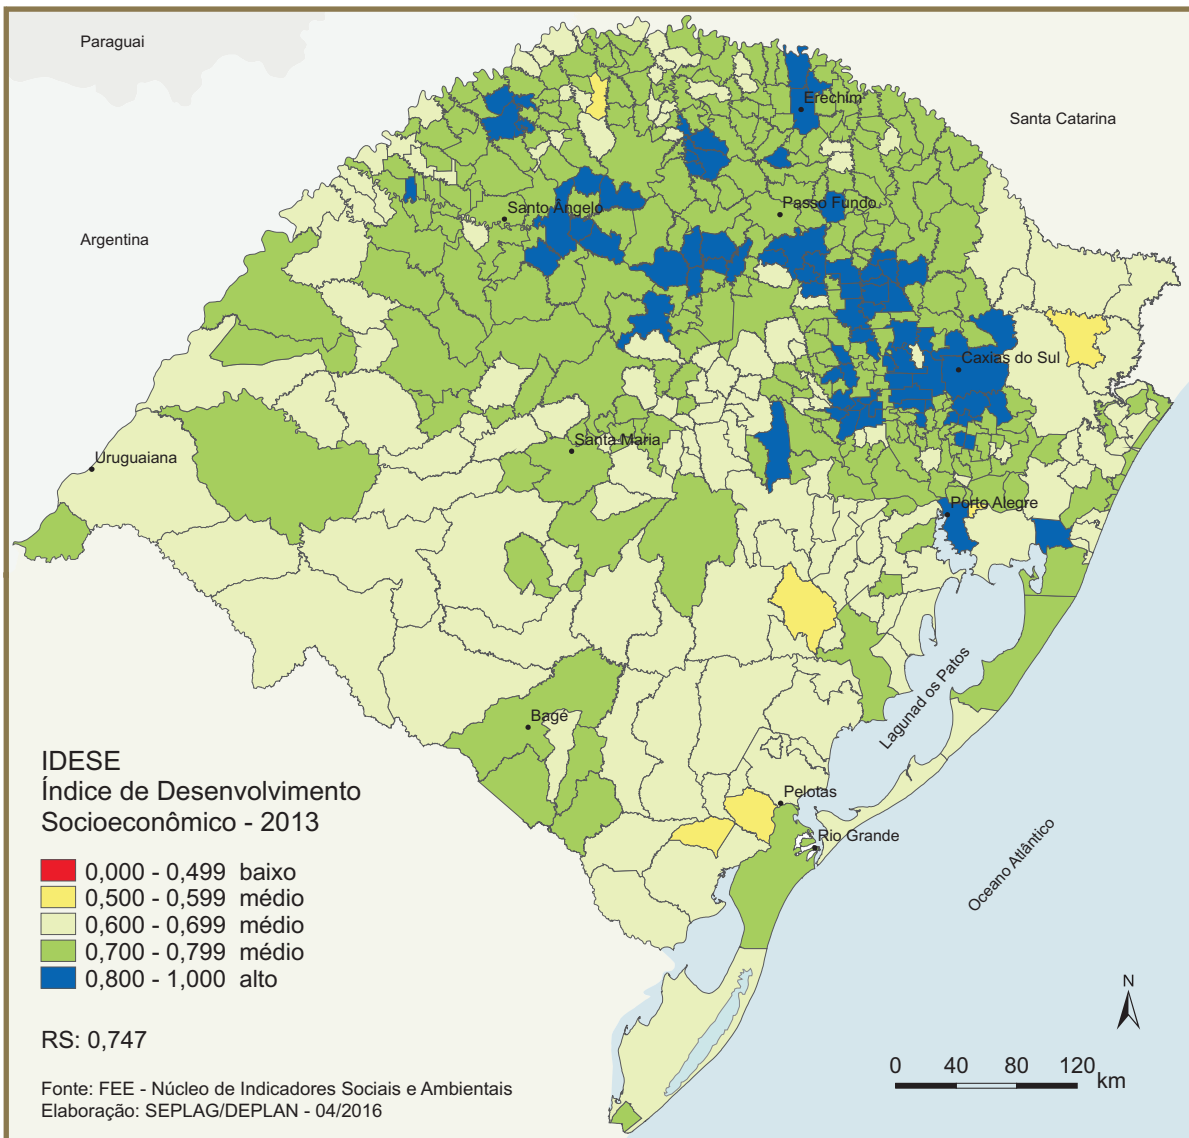 Paraguai
Santa Catarina
Erechim
Santo Ângelo
Passo Fundo
Argentina
Caxias do Sul
Santa Maria
Uruguaiana
Porto Alegre
Lagunad os Patos
Bagé
Pelotas
Rio Grande
Oceano Atlântico
IDESE
Índice de Desenvolvimento
Socioeconômico - 2013
0,000 - 0,499 baixo
0,500 - 0,599 médio
0,600 - 0,699 médio
0,700 - 0,799 médio
0,800 - 1,000 alto
RS: 0,747
Fonte: FEE - Núcleo de Indicadores Sociais e Ambientais
Elaboração: SEPLAG/DEPLAN - 04/2016
N
0 40 80 120
km